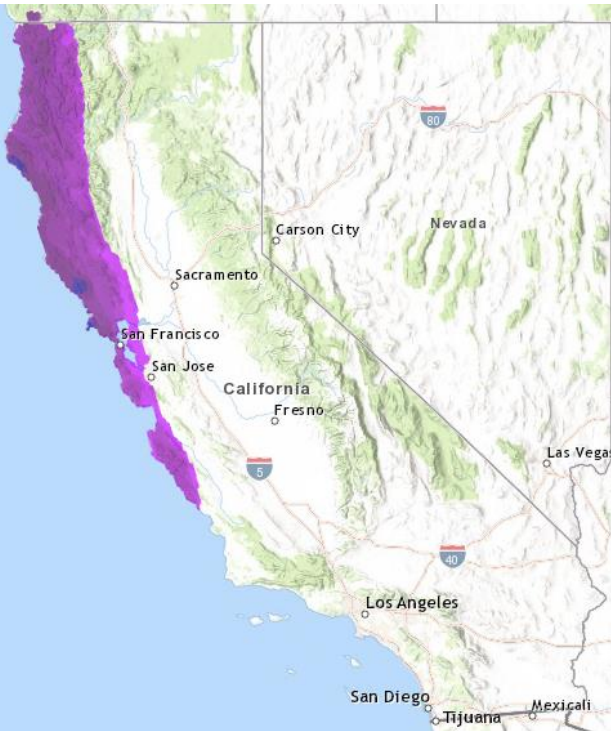 80
Carson City
Nevada
Sacramento
San Francisco
San Jose
California
Fresno
Las Vegas
5
40
Los Angeles
San Diego
Tijuana
Mexicali